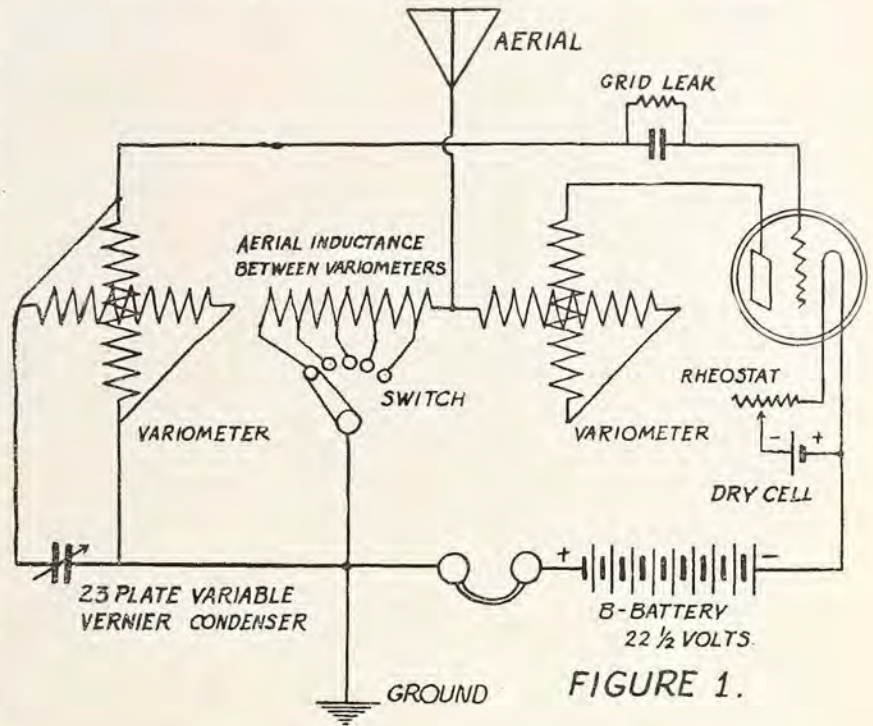 AERIAL
GRID LEAK
AERIAL INDUCTANCE
BETWEEN VARIOMETERS
SWITCH
VARIOMETER
VARIOMETER
RHEOSTAT
- +
DRY CELL
23 PLATE VARIABLE
VERNIER CONDENSER
+ -
B-BATTERY
22 ½ VOLTS
GROUND
FIGURE 1.